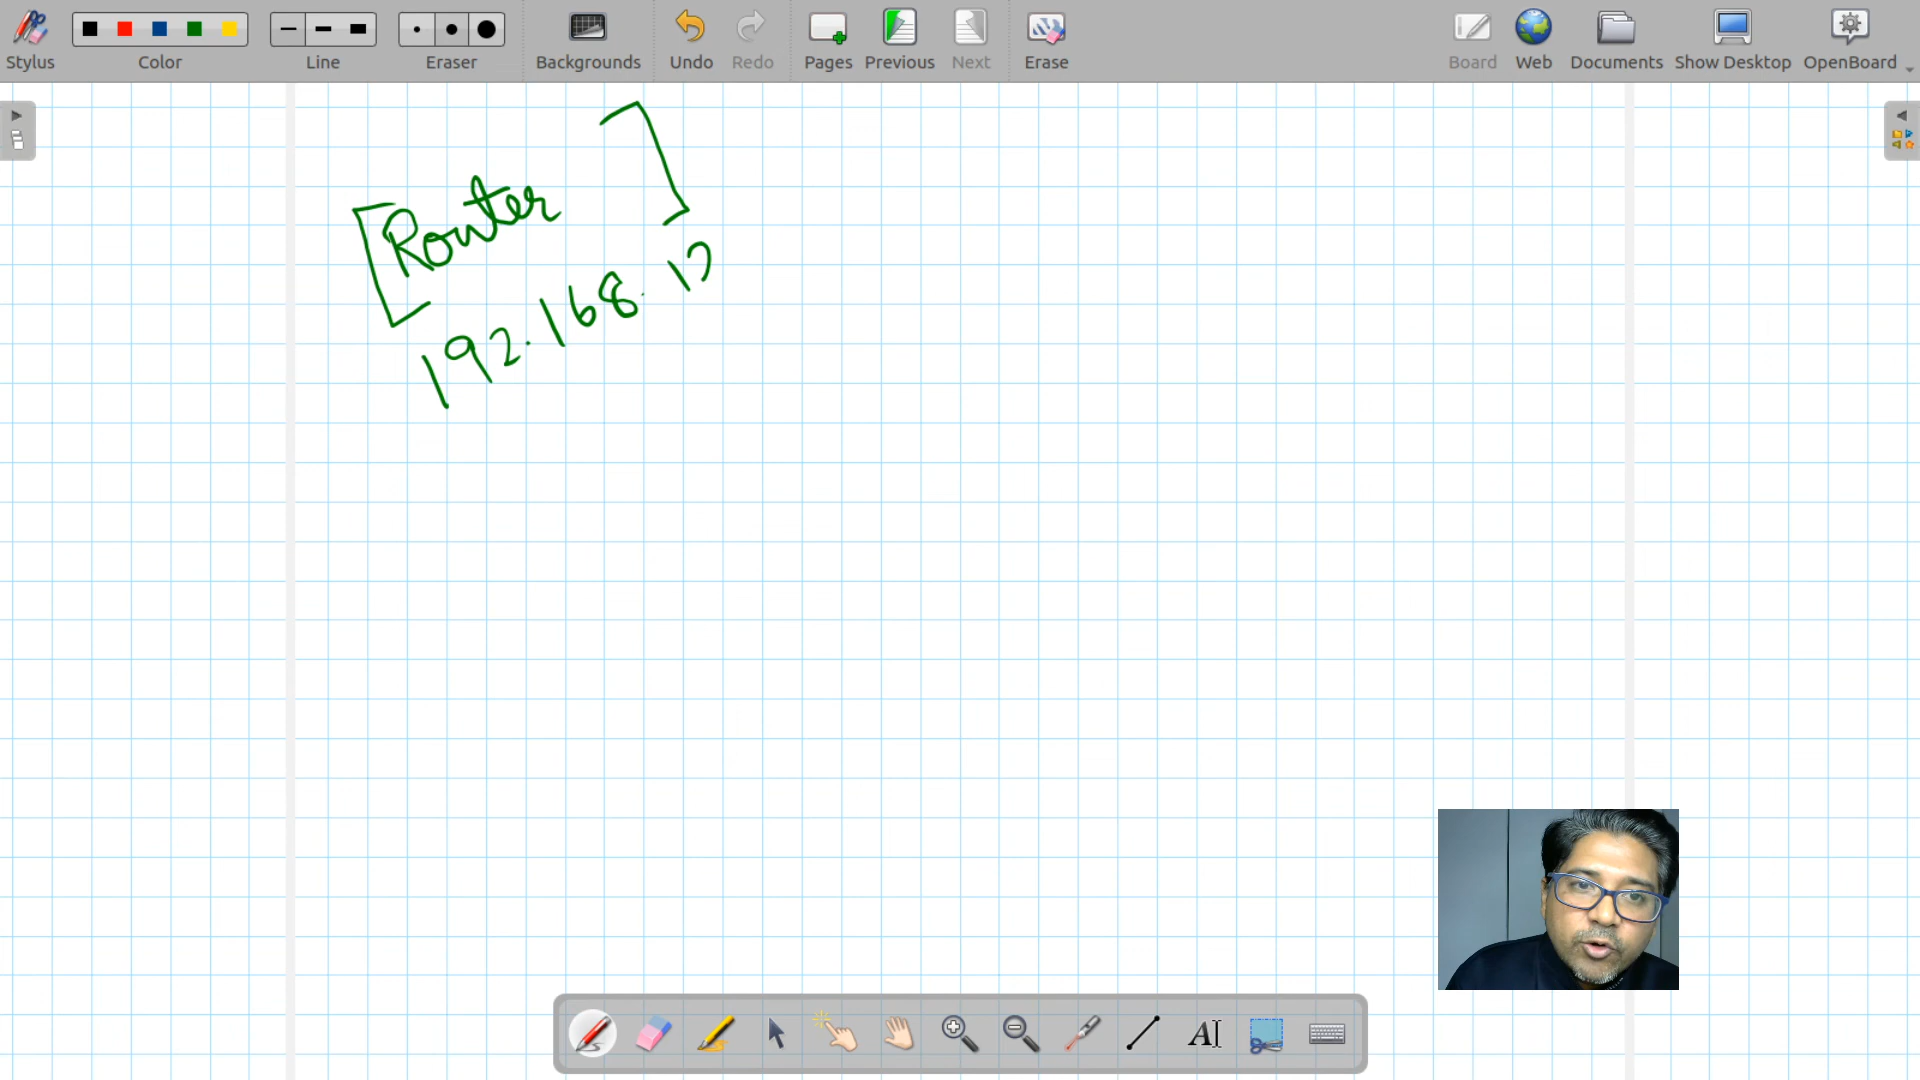 Stylus Color Line Eraser Backgrounds Undo Redo Pages Previous Next Erase Board Web Documents Show Desktop OpenBoard
Router
192.168.